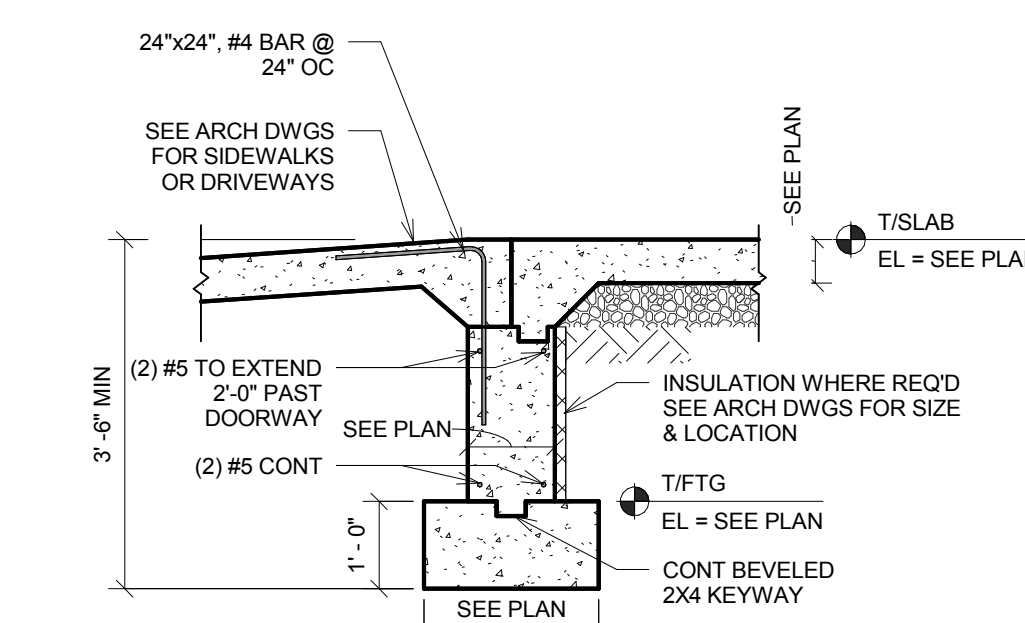 24"x24", #4 BAR @
24" OC
SEE ARCH DWGS
FOR SIDEWALKS
OR DRIVEWAYS
SEE PLAN
T/SLAB
EL = SEE PLAN
3' -6" MIN
(2) #5 TO EXTEND
2'-0" PAST
DOORWAY
SEE PLAN
(2) #5 CONT
INSULATION WHERE REQ'D
SEE ARCH DWGS FOR SIZE
& LOCATION
T/FTG
EL = SEE PLAN
1' - 0"
CONT BEVELED
2X4 KEYWAY
SEE PLAN